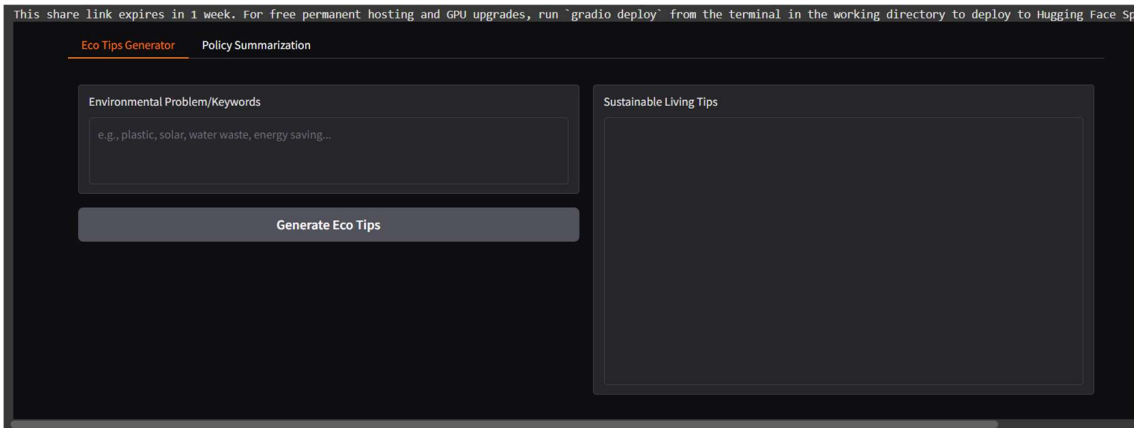 This share link expires in 1 week. For free permanent hosting and GPU upgrades, run `gradio deploy` from the terminal in the working directory to deploy to Hugging Face
Eco Tips Generator Policy Summarization
Environmental Problem/Keywords
e.g., plastic, solar, water waste, energy saving...
Generate Eco Tips
Sustainable Living Tips